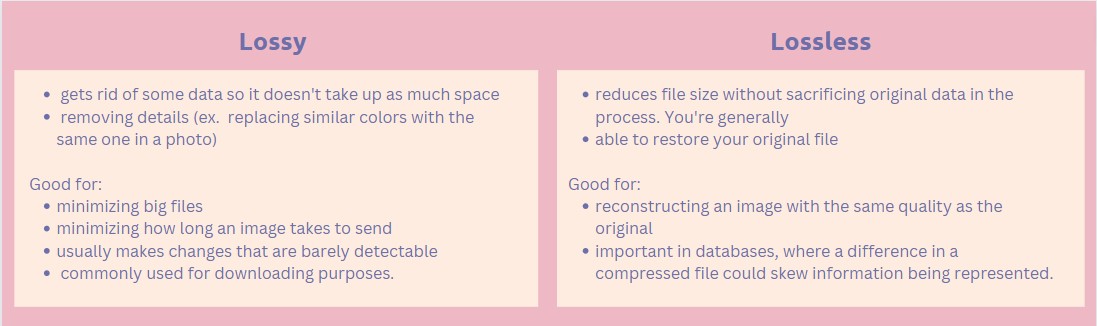 Lossy
• gets rid of some data so it doesn't take up as much space
• removing details (ex. replacing similar colors with the
same one in a photo)
Good for:
• minimizing big files
• minimizing how long an image takes to send
• usually makes changes that are barely detectable
• commonly used for downloading purposes.
Lossless
• reduces file size without sacrificing original data in the
process. You're generally
• able to restore your original file
Good for:
• reconstructing an image with the same quality as the
original
• important in databases, where a difference in a
compressed file could skew information being represented.